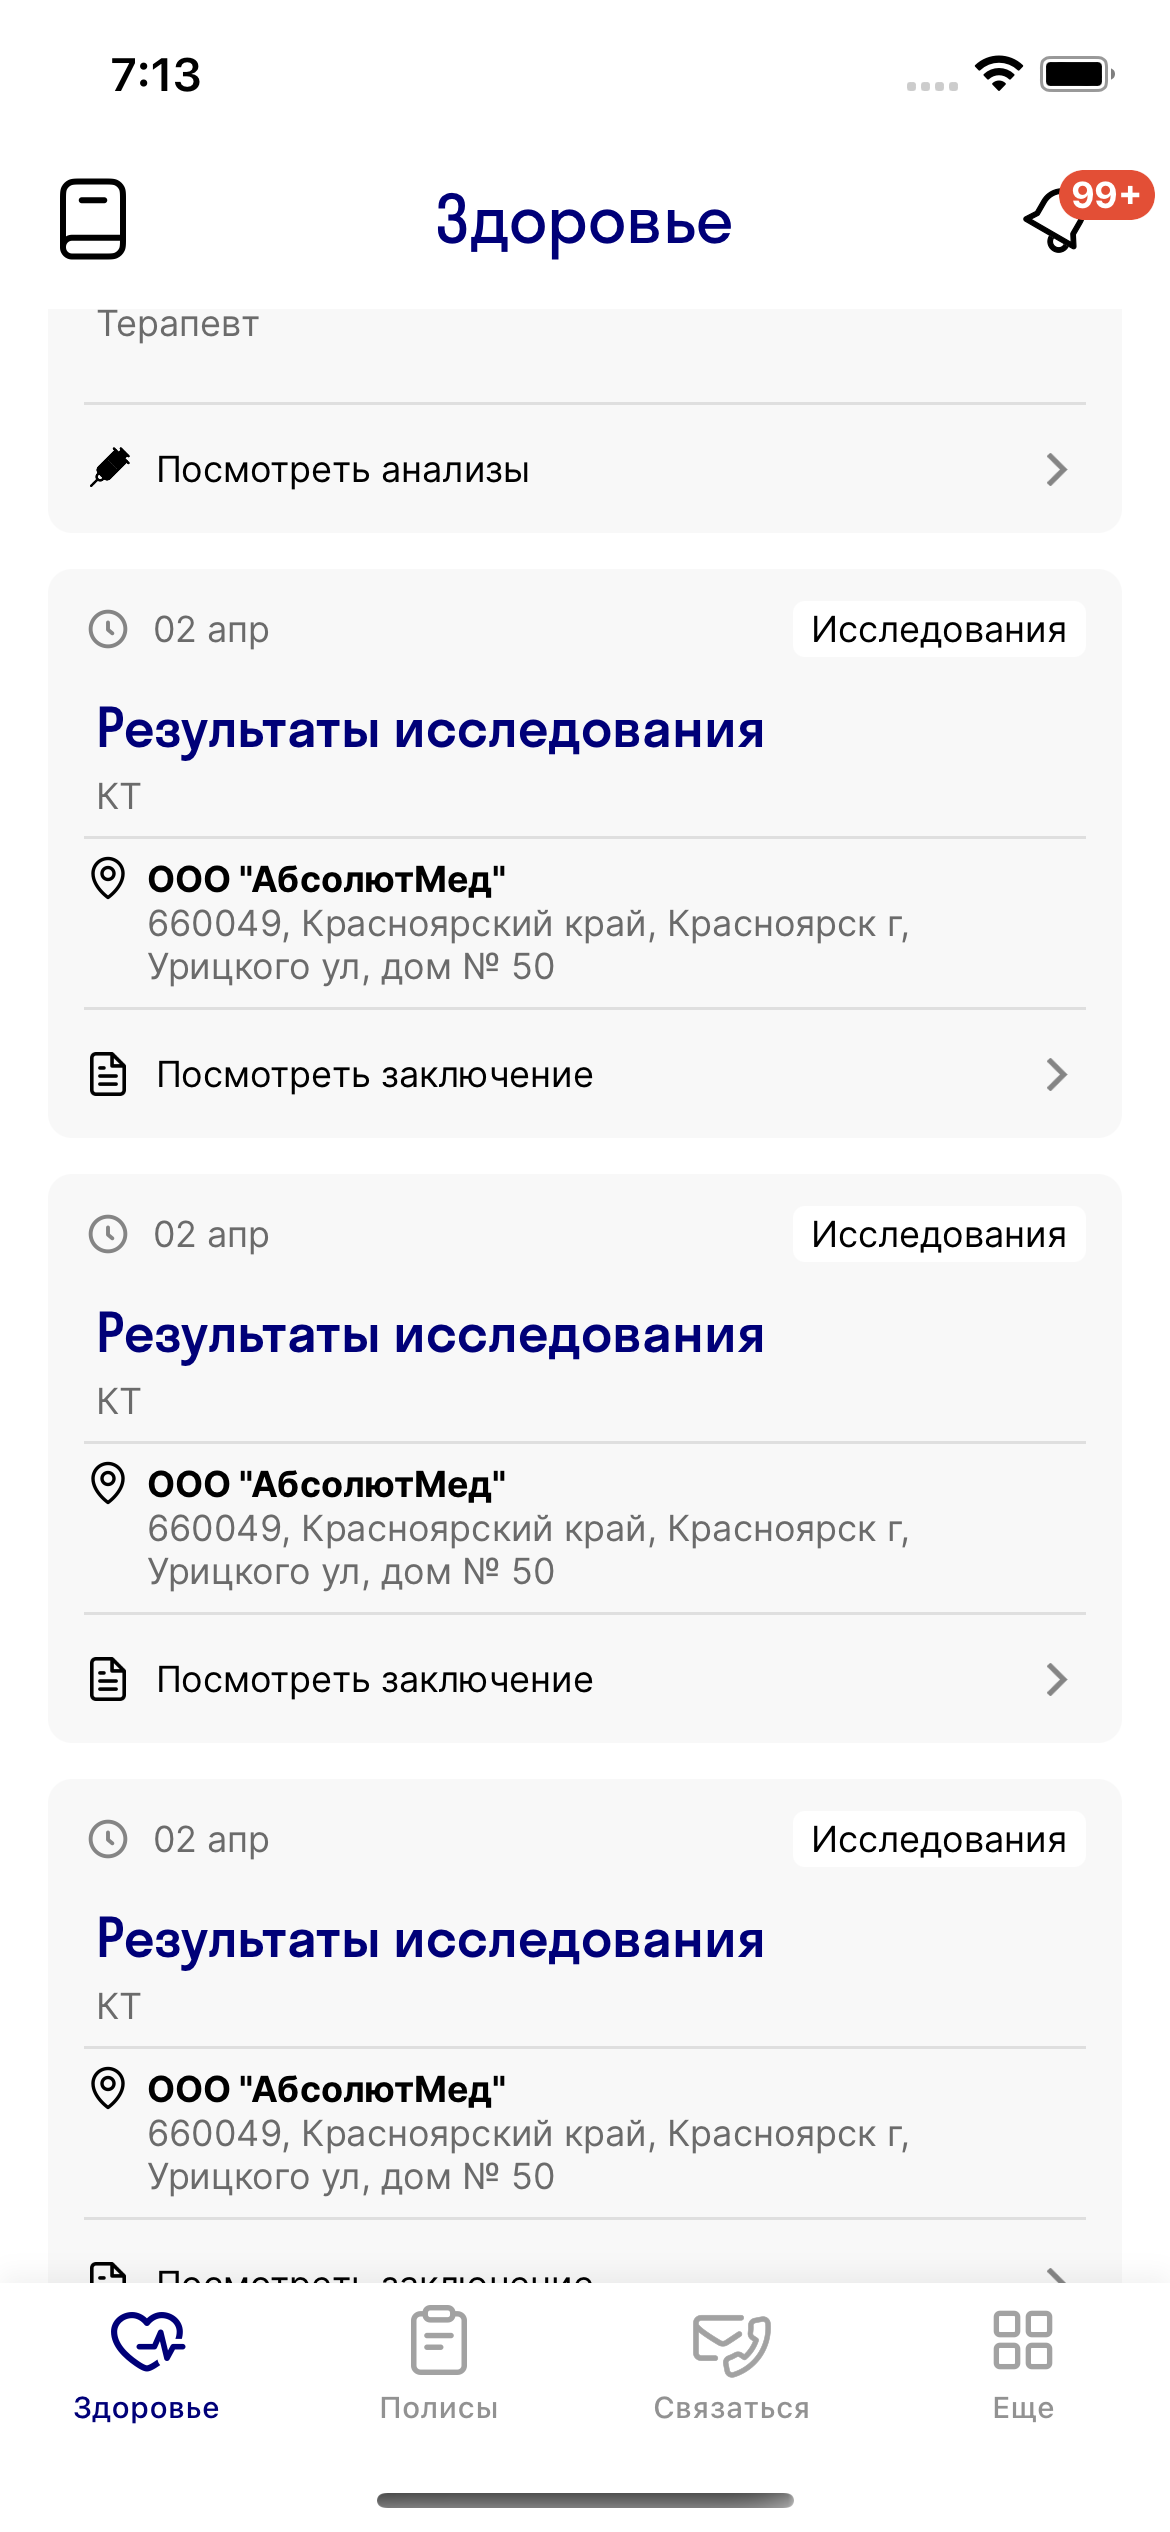 7:13
Здоровье
99+
Терапевт
Посмотреть анализы
02 апр
Исследования
Результаты исследования
КТ
ООО "АбсолютМед"
660049, Красноярский край, Красноярск г,
Урицкого ул, дом № 50
Посмотреть заключение
02 апр
Исследования
Результаты исследования
КТ
ООО "АбсолютМед"
660049, Красноярский край, Красноярск г,
Урицкого ул, дом № 50
Посмотреть заключение
02 апр
Исследования
Результаты исследования
КТ
ООО "АбсолютМед"
660049, Красноярский край, Красноярск г,
Урицкого ул, дом № 50
Посмотреть заключение
Здоровье
Полисы
Связаться
Еще